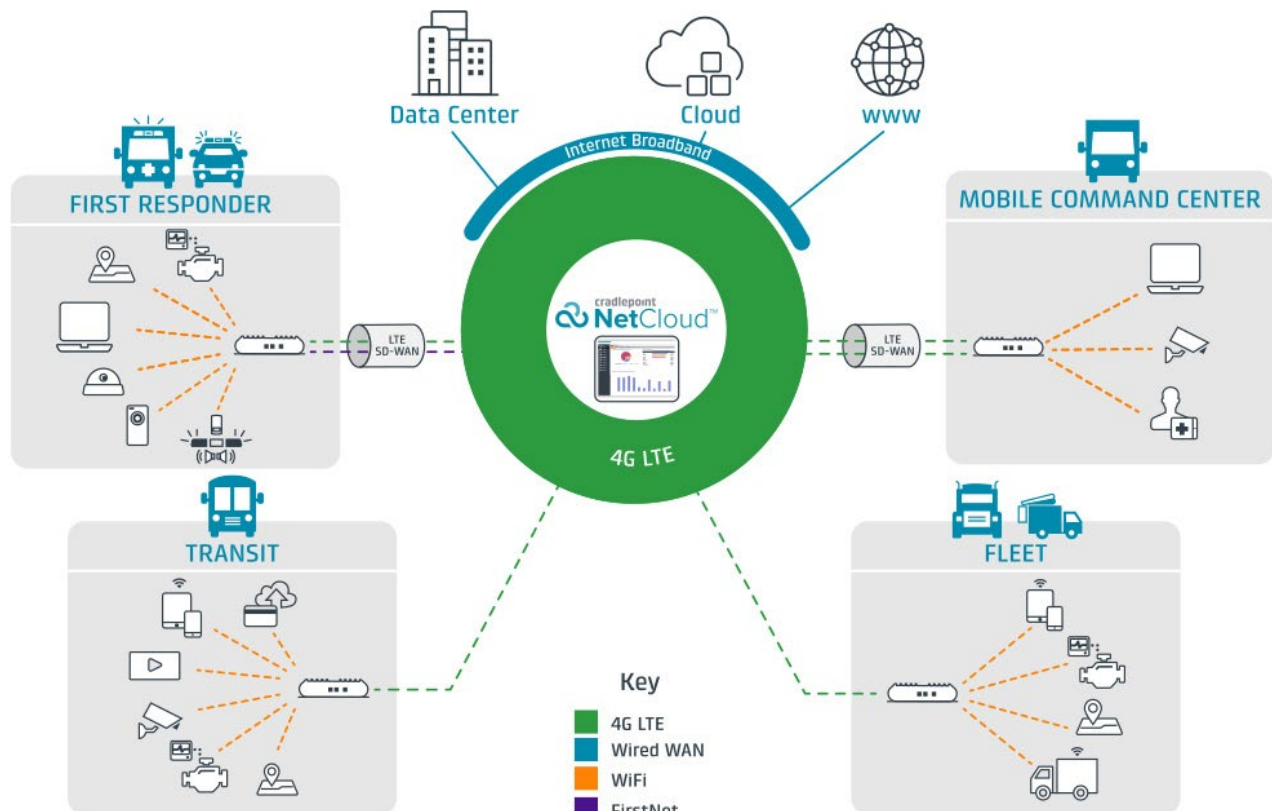 Data Center
Cloud
www
Internet Broadband
FIRST RESPONDER
MOBILE COMMAND CENTER
cradlepoint
NetCloud™
LTE
SD-WAN
LTE
SD-WAN
4G LTE
TRANSIT
FLEET
Key
4G LTE
Wired WAN
WiFi
FirstNet